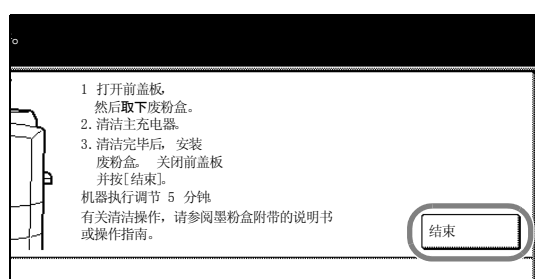 。
1 打开前盖板,
然后取下废粉盒。
2.清洁主充电器。
3.清洁完毕后, 安装
废粉盒。 关闭前盖板
并按[结束]。
机器执行调节 5 分钟.
有关清洁操作, 请参阅墨粉盒附带的说明书
或操作指南。
结束